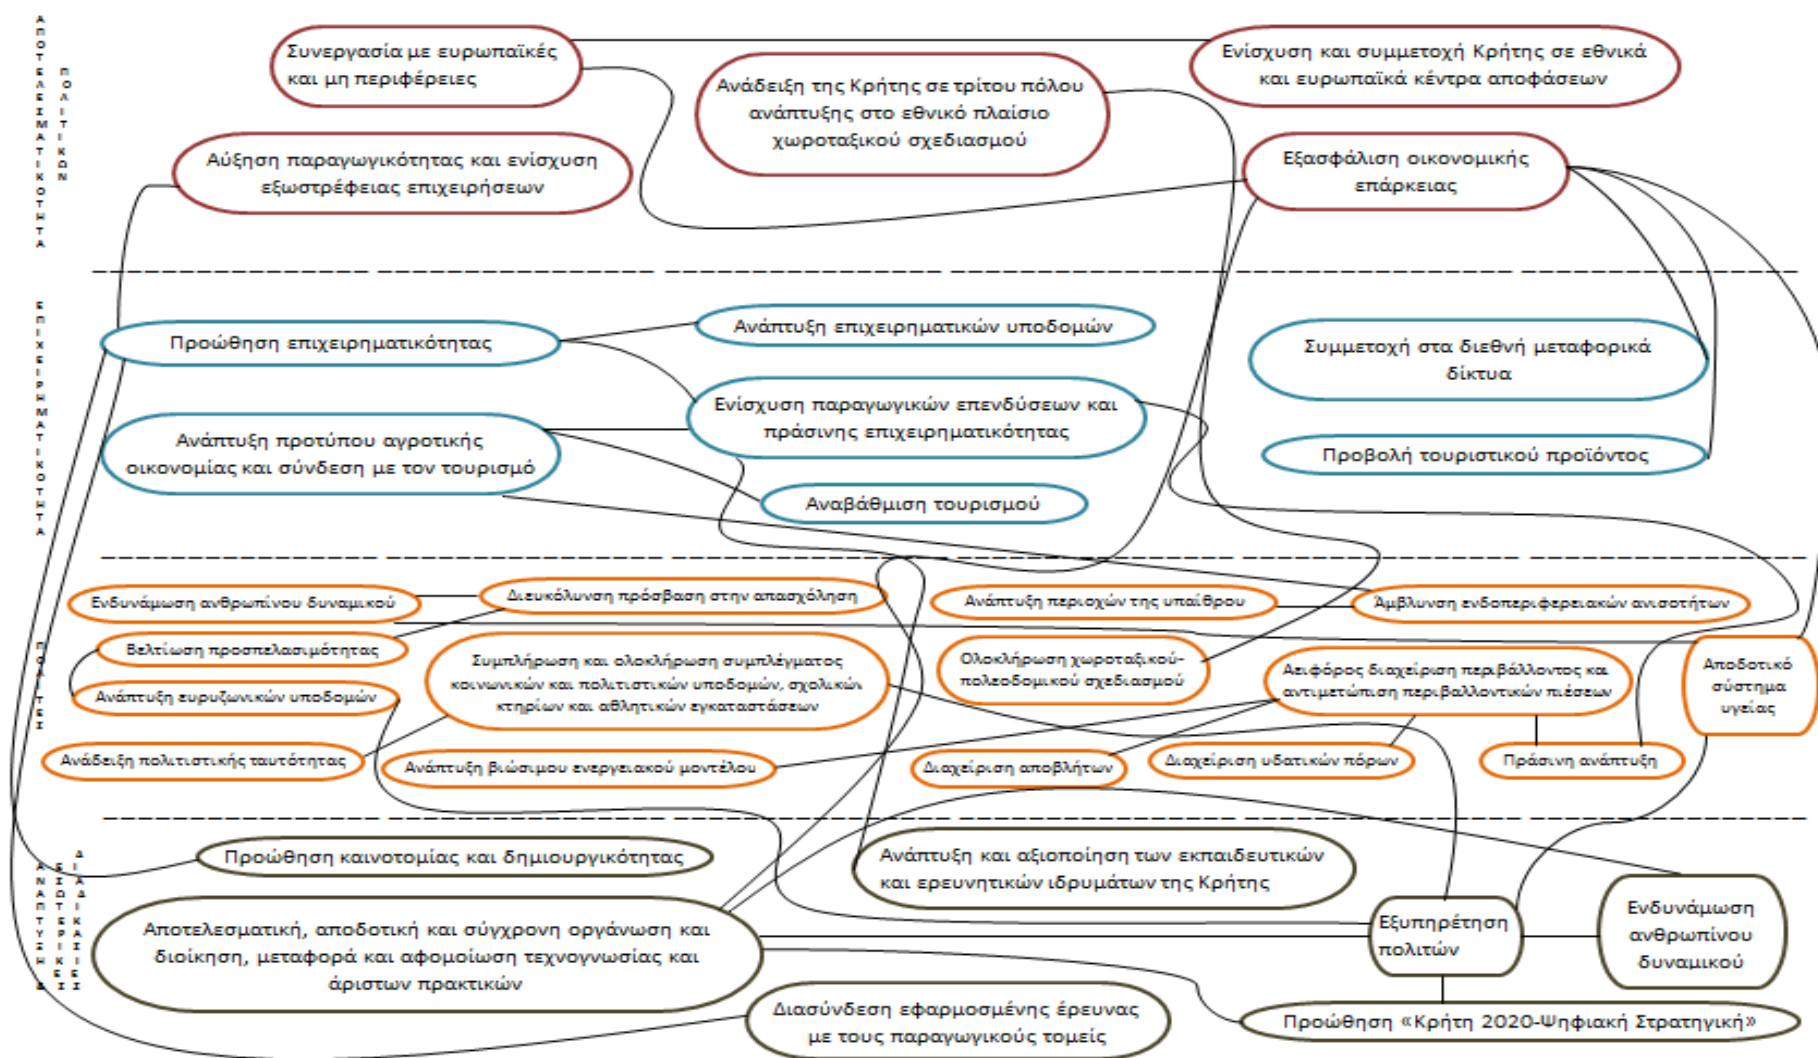 ΑΠΟΤΕΛΕΣΜΑΤΙΚΟΤΗΤΑ
ΠΟΛΙΤΙΚΩΝ
Συνεργασία με ευρωπαϊκές
και μη περιφέρειες
Ανάδειξη της Κρήτης σε τρίτου πόλου
ανάπτυξης στο εθνικό πλαίσιο
χωροταξικού σχεδιασμού
Ενίσχυση και συμμετοχή Κρήτης σε εθνικά
και ευρωπαϊκά κέντρα αποφάσεων
Αύξηση παραγωγικότητας και ενίσχυση
εξωστρέφειας επιχειρήσεων
Εξασφάλιση οικονομικής
επάρκειας
ΕΠΙΧΕΙΡΗΜΑΤΙΚΟΤΗΤΑ
Προώθηση επιχειρηματικότητας
Ανάπτυξη επιχειρηματικών υποδομών
Συμμετοχή στα διεθνή μεταφορικά
δίκτυα
Ενίσχυση παραγωγικών επενδύσεων και
πράσινης επιχειρηματικότητας
Ανάπτυξη προτύπου αγροτικής
οικονομίας και σύνδεση με τον τουρισμό
Προβολή τουριστικού προϊόντος
Αναβάθμιση τουρισμού
Ενδυνάμωση ανθρωπίνου δυναμικού
Διευκόλυνση πρόσβαση στην απασχόληση
Ανάπτυξη περιοχών της υπαίθρου
Άμβλυνση ενδοπεριφερειακών ανισοτήτων
Βελτίωση προσπελασιμότητας
Συμπλήρωση και ολοκλήρωση συμπλέγματος
κοινωνικών και πολιτιστικών υποδομών, σχολικών
κτηρίων και αθλητικών εγκαταστάσεων
Ολοκλήρωση χωροταξικού-
πολεοδομικού σχεδιασμού
Αειφόρος διαχείριση περιβάλλοντος και
αντιμετώπιση περιβαλλοντικών πιέσεων
Αποδοτικό
σύστημα
υγείας
Ανάπτυξη ευρυζωνικών υποδομών
Ανάδειξη πολιτιστικής ταυτότητας
Ανάπτυξη βιώσιμου ενεργειακού μοντέλου
Διαχείριση αποβλήτων
Διαχείριση υδατικών πόρων
Πράσινη ανάπτυξη
ΑΝΑΠΤΥΞΗ
ΕΣΩΤΕΡΙΚΕΣ
ΔΙΑΔΙΚΑΣΙΕΣ
Προώθηση καινοτομίας και δημιουργικότητας
Ανάπτυξη και αξιοποίηση των εκπαιδευτικών
και ερευνητικών ιδρυμάτων της Κρήτης
Αποτελεσματική, αποδοτική και σύγχρονη οργάνωση και
διοίκηση, μεταφορά και αφομοίωση τεχνογνωσίας και
άριστων πρακτικών
Εξυπηρέτηση
πολιτών
Ενδυνάμωση
ανθρωπίνου
δυναμικού
Διασύνδεση εφαρμοσμένης έρευνας
με τους παραγωγικούς τομείς
Προώθηση «Κρήτη 2020-Ψηφιακή Στρατηγική»